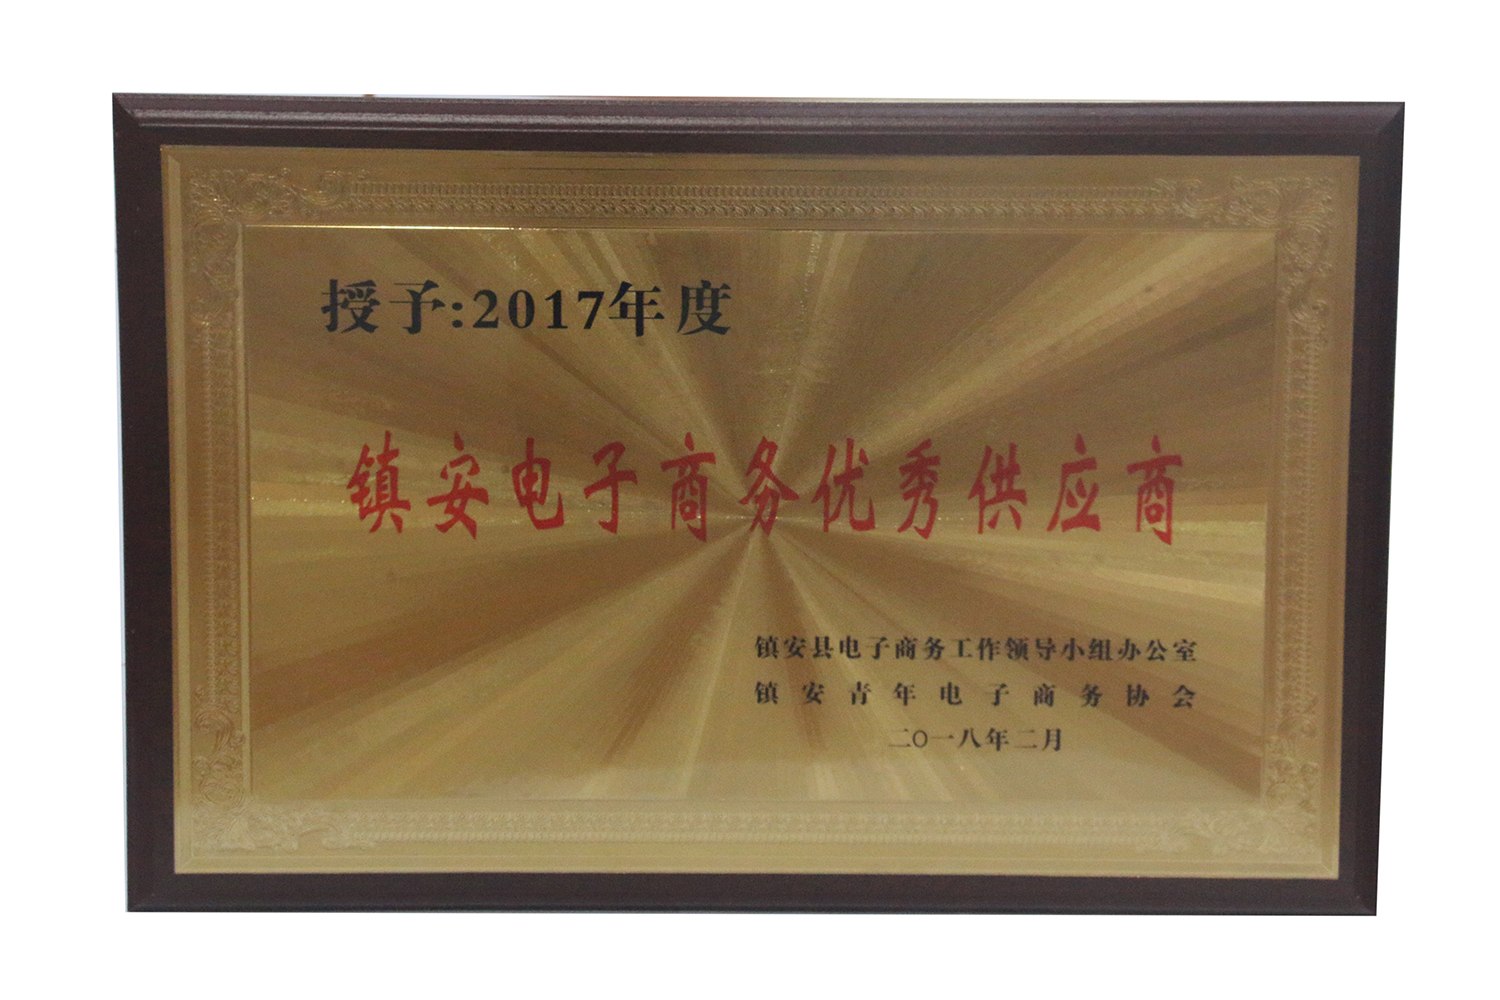 授予:2017年度
镇安电子商务优秀供应商
镇安县电子商务工作领导小组办公室
镇安青年电子商务协会
二〇一八年二月